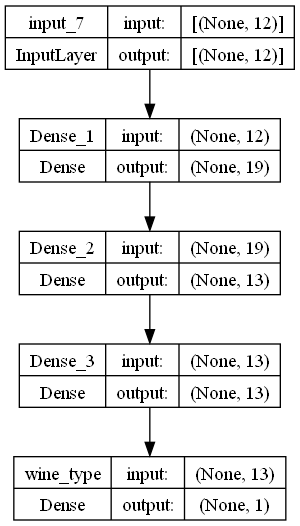 input_7 input: [(None, 12)]
InputLayer output: [(None, 12)]
Dense_1 input: (None, 12)
Dense output: (None, 19)
Dense_2 input: (None, 19)
Dense output: (None, 13)
Dense_3 input: (None, 13)
Dense output: (None, 13)
wine_type input: (None, 13)
Dense output: (None, 1)